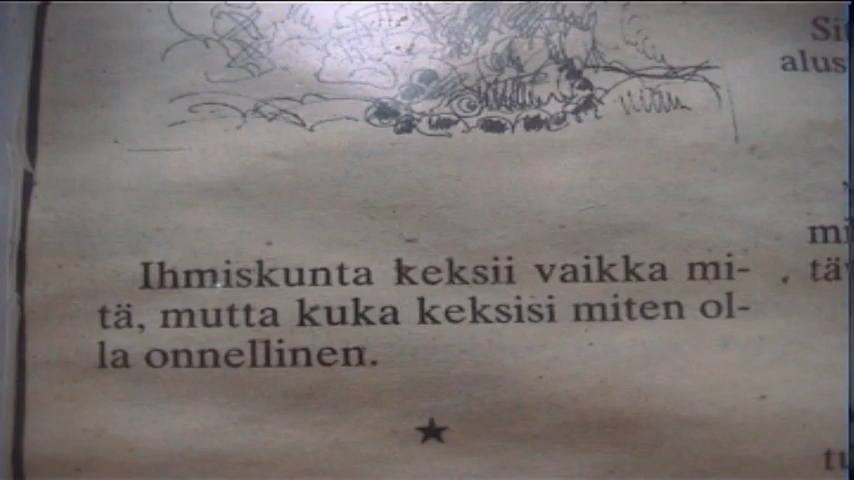 Ihmiskunta keksii vaikka mi-
tä, mutta kuka keksisi miten ol-
la onnellinen.